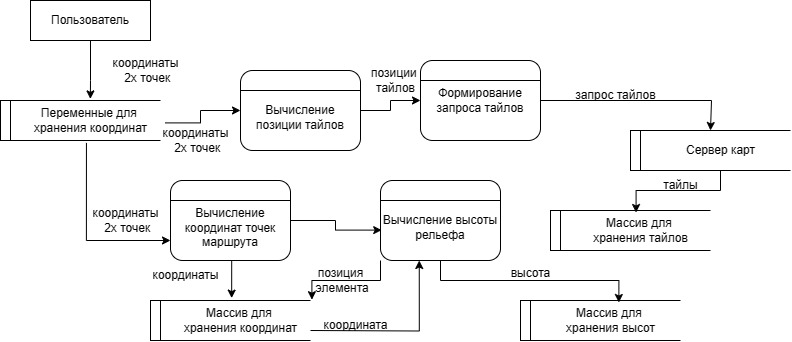 Пользователь
координаты
2х точек
Переменные для
хранения координат
координаты
2х точек
Вычисление
позиции тайлов
позиции
тайлов
Формирование
запроса тайлов
запрос тайлов
Сервер карт
тайлы
Массив для
хранения тайлов
координаты
2х точек
Вычисление
координат точек
маршрута
Вычисление высоты
рельефа
координаты
позиция
элемента
высота
Массив для
хранения координат
координата
Массив для
хранения высот